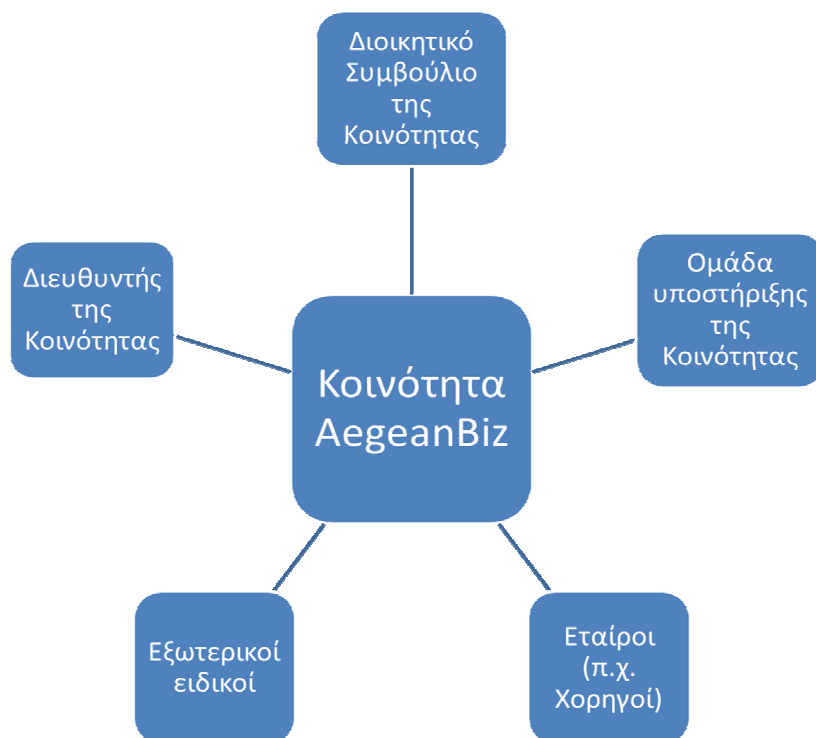 Διοικητικό
Συμβούλιο
της
Κοινότητας
Διευθυντής
της
Κοινότητας
Ομάδα
υποστήριξης
της
Κοινότητας
Κοινότητα
AegeanBiz
Εξωτερικοί
ειδικοί
Εταίροι
(π.χ.
Χορηγοί)